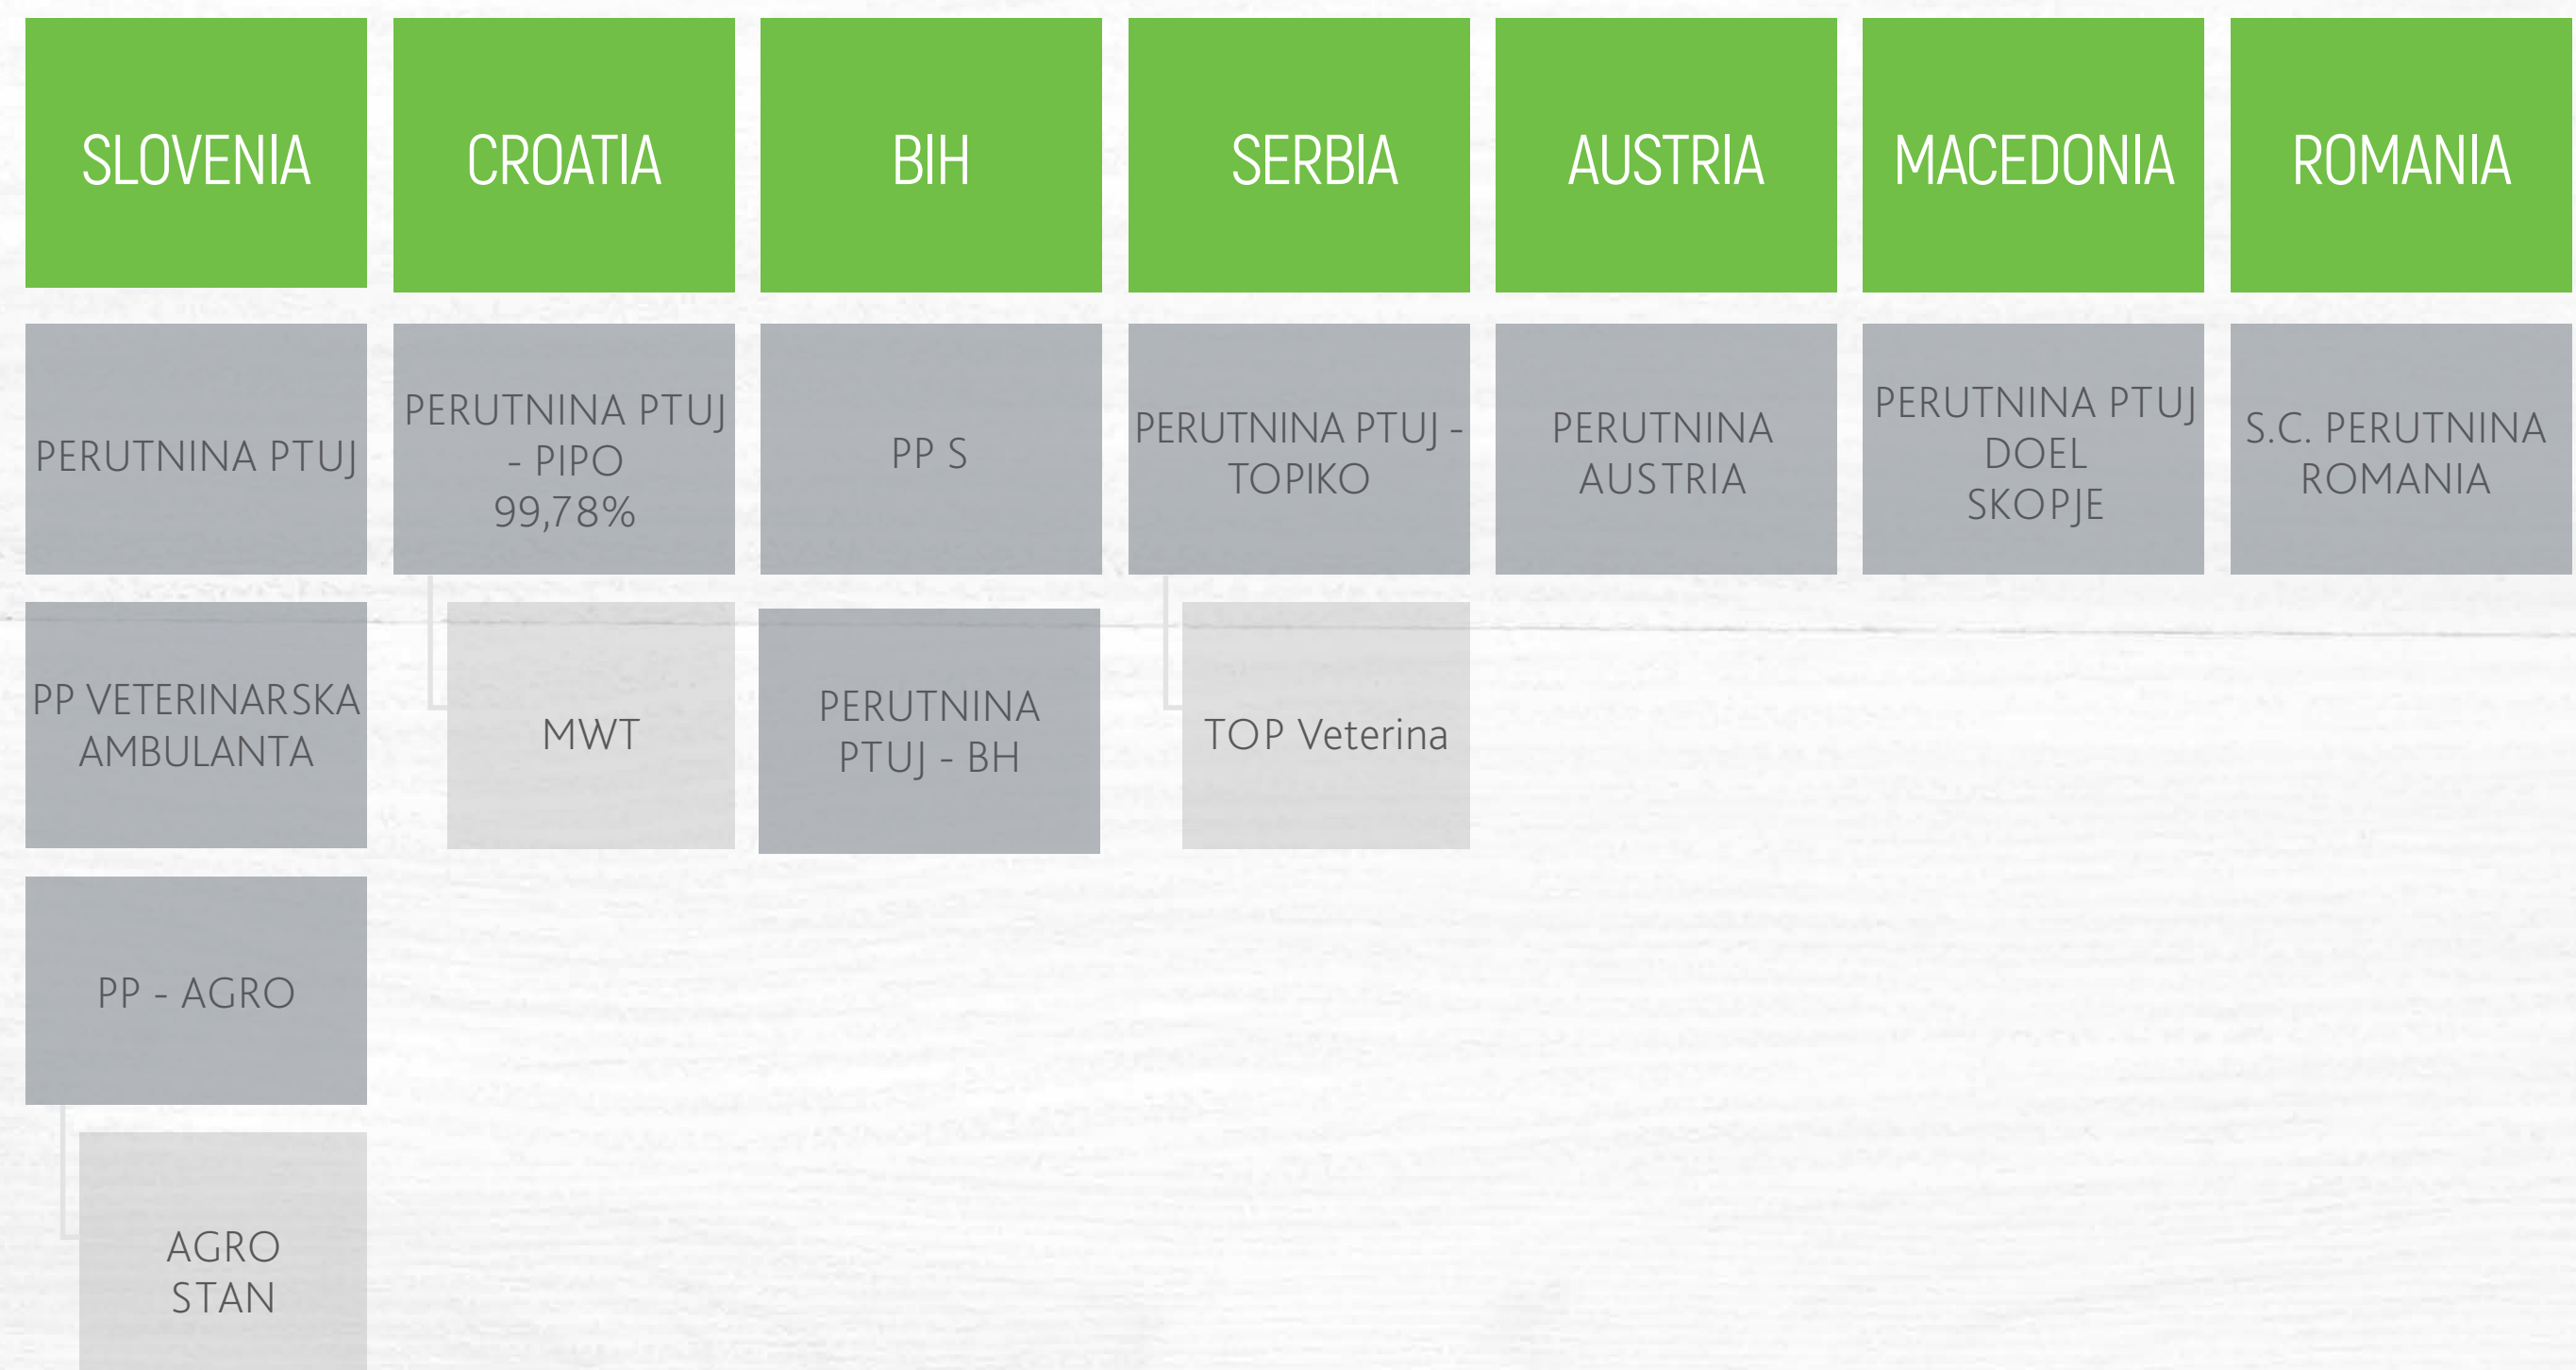 SLOVENIA
CROATIA
BIH
SERBIA
AUSTRIA
MACEDONIA
ROMANIA
PERUTNINA PTUJ
PERUTNINA PTUJ
- PIPO
99,78%
PP S
PERUTNINA PTUJ -
TOPIKO
PERUTNINA
AUSTRIA
PERUTNINA PTUJ
DOEL
SKOPJE
S.C. PERUTNINA
ROMANIA
PP VETERINARSKA
AMBULANTA
MWT
PERUTNINA
PTUJ - BH
TOP Veterina
PP - AGRO
AGRO
STAN